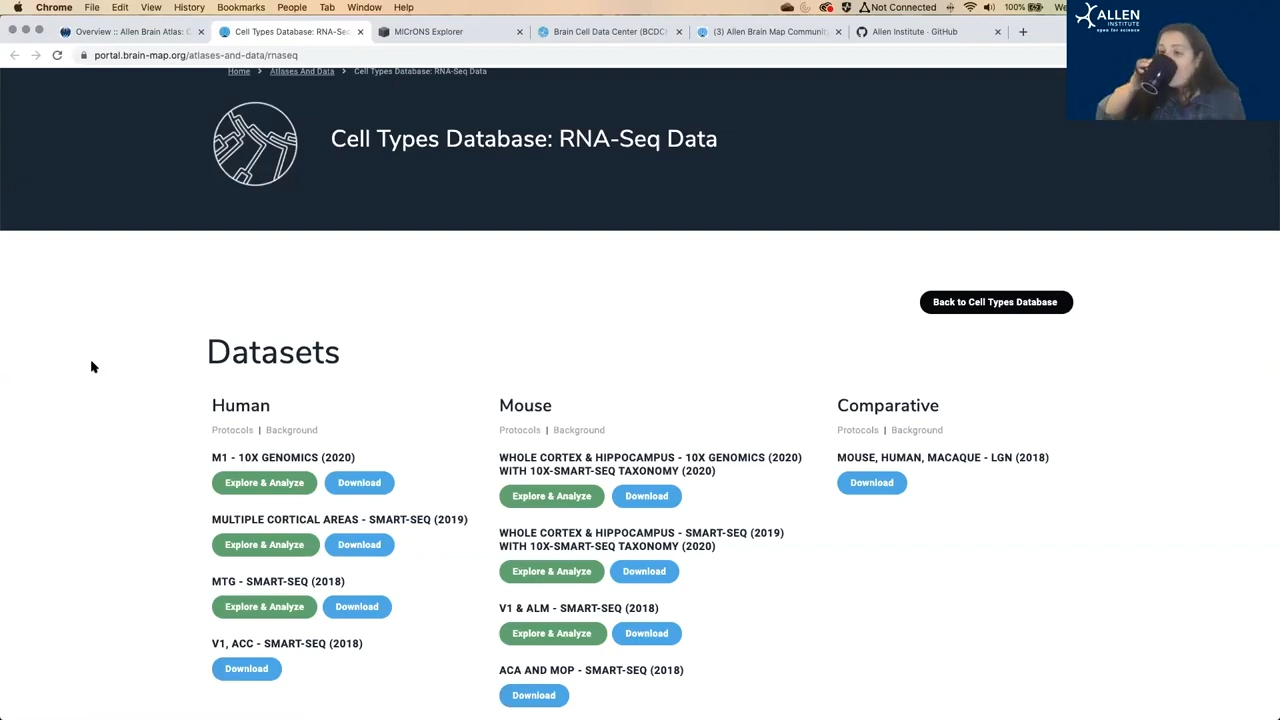 Chrome File Edit View History Bookmarks People Tab Window Help Not Connected 100% We
Overview :: Allen Brain Atlas: C Cell Types Database: RNA-Se MICrONS Explorer Brain Cell Data Center (BCDC (3) Allen Brain Map Communit Allen Institute · GitHub
portal.brain-map.org/atlases-and-data/rnaseq
ALLEN
INSTITUTE
open for science
Home > Atlases And Data > Cell Types Database: RNA-Seq Data
Cell Types Database: RNA-Seq Data
Back to Cell Types Database
Datasets
Human
Protocols | Background
M1 - 10X GENOMICS (2020)
Explore & Analyze Download
MULTIPLE CORTICAL AREAS - SMART-SEQ (2019)
Explore & Analyze Download
MTG - SMART-SEQ (2018)
Explore & Analyze Download
V1, ACC - SMART-SEQ (2018)
Download
Mouse
Protocols | Background
WHOLE CORTEX & HIPPOCAMPUS - 10X GENOMICS (2020)
WITH 10X-SMART-SEQ TAXONOMY (2020)
Explore & Analyze Download
WHOLE CORTEX & HIPPOCAMPUS - SMART-SEQ (2019)
WITH 10X-SMART-SEQ TAXONOMY (2020)
Explore & Analyze Download
V1 & ALM - SMART-SEQ (2018)
Explore & Analyze Download
ACA AND MOP - SMART-SEQ (2018)
Download
Comparative
Protocols | Background
MOUSE, HUMAN, MACAQUE - LGN (2018)
Download